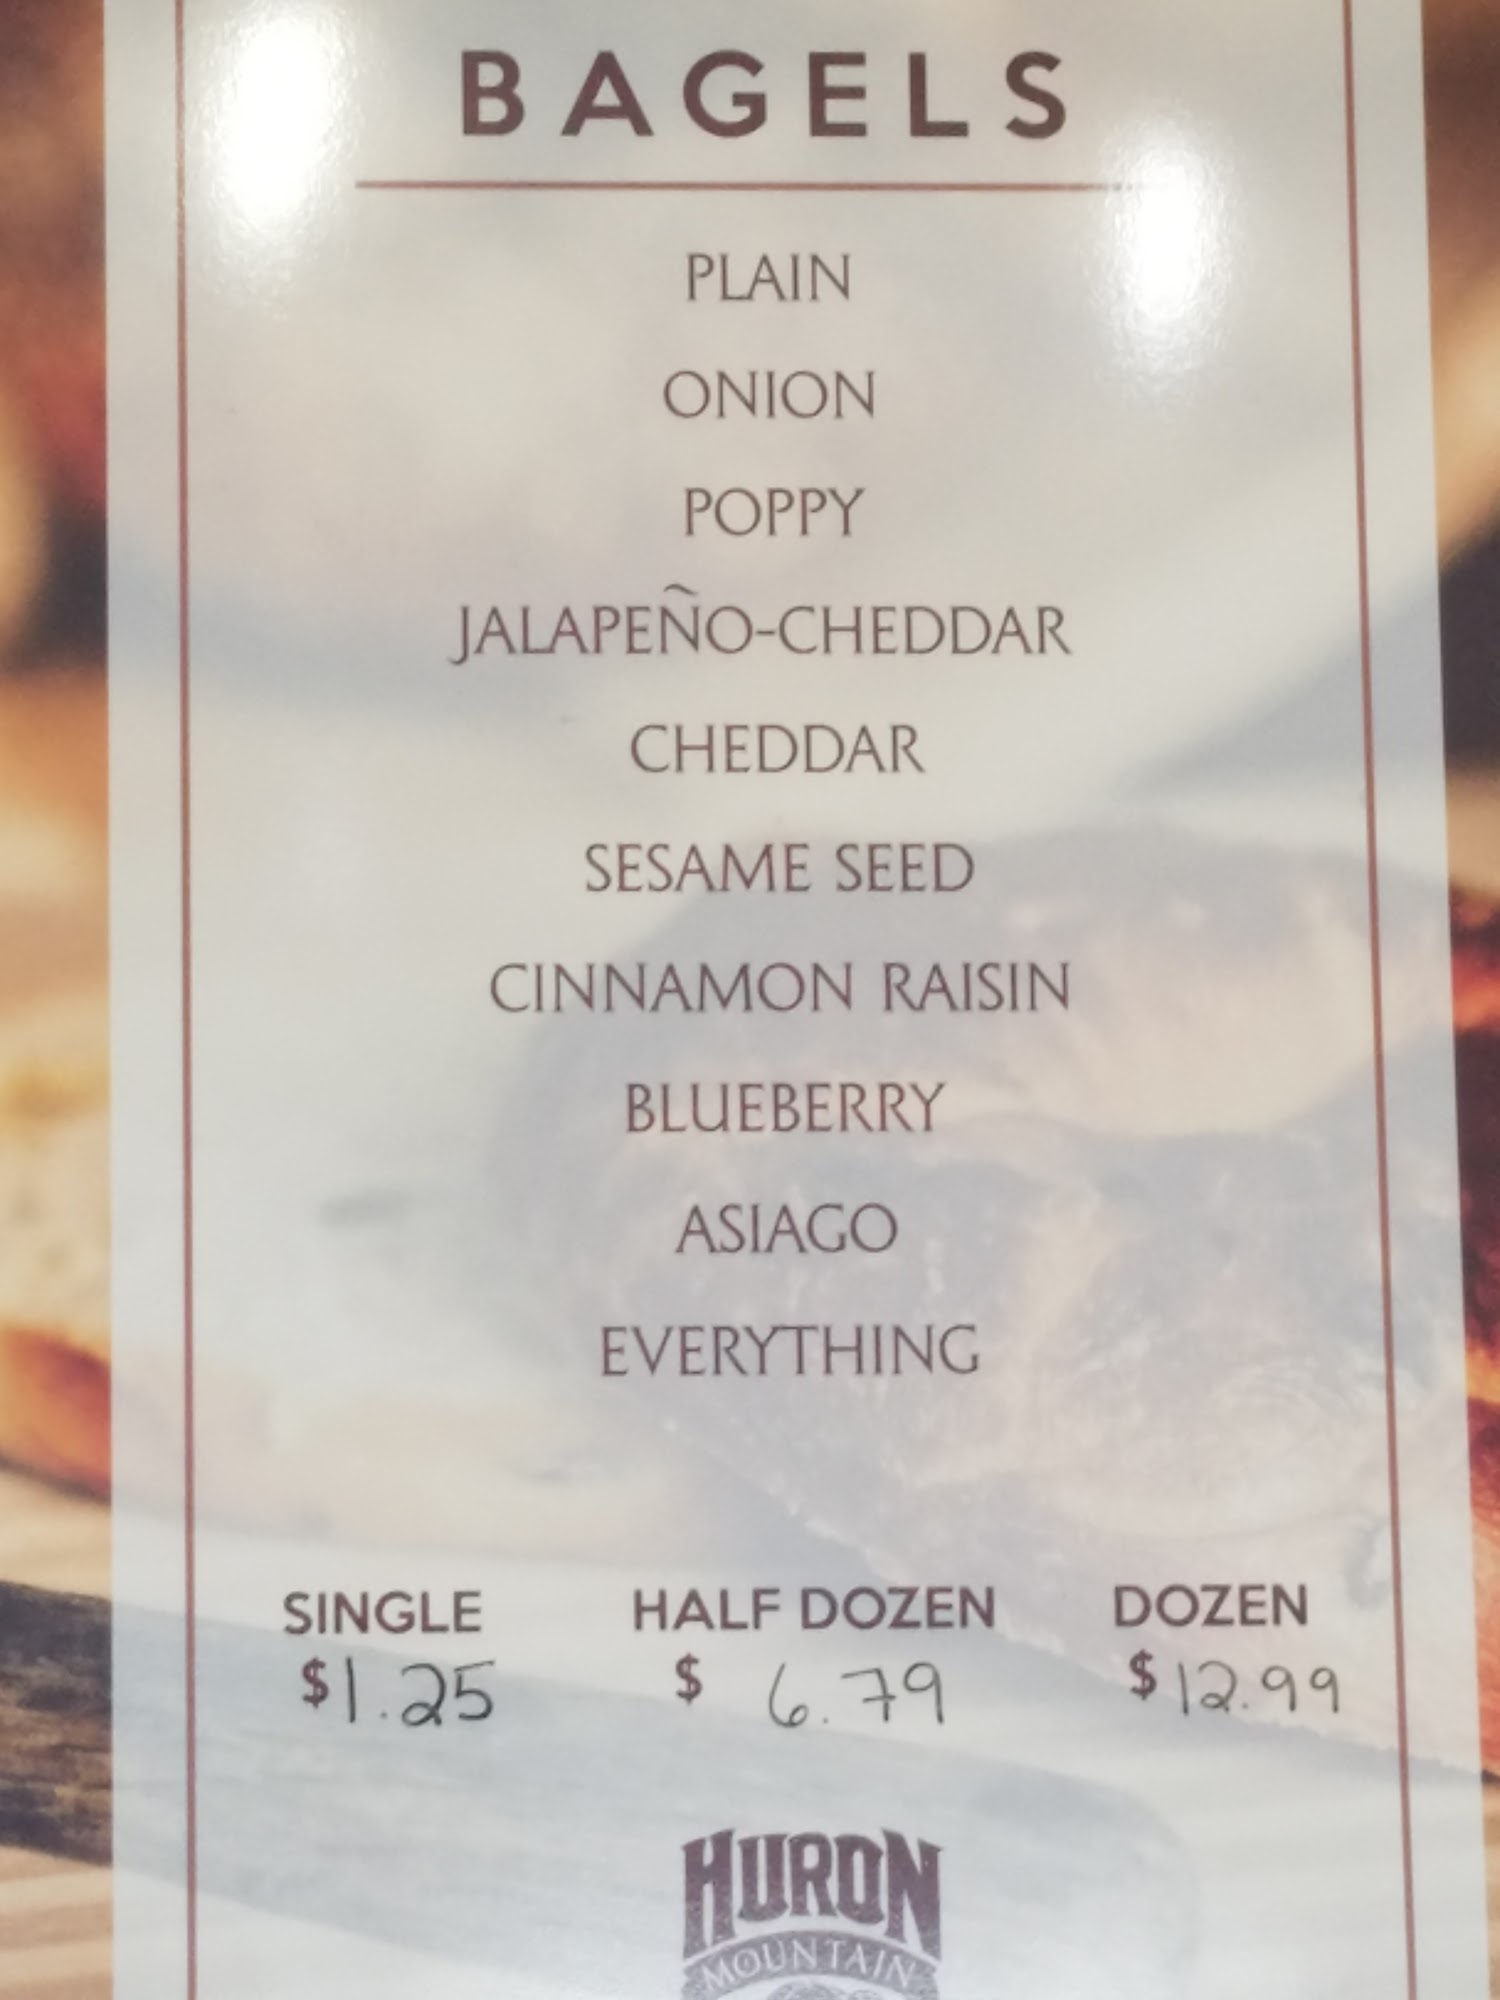 BAGELS
PLAIN
ONION
POPPY
JALAPEÑO-CHEDDAR
CHEDDAR
SESAME SEED
CINNAMON RAISIN
BLUEBERRY
ASIAGO
EVERYTHING
SINGLE HALF DOZEN DOZEN
$1.25 $ 6.79 $12.99
HURON
MOUNTAIN